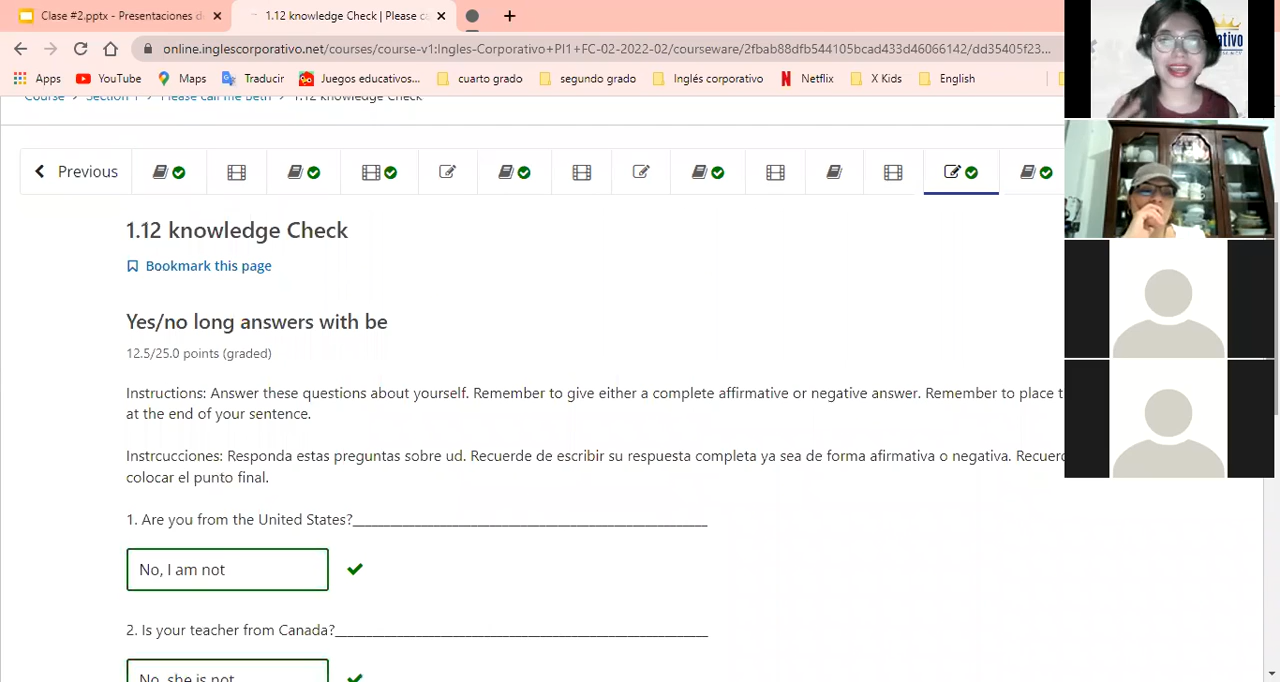 Clase #2.pptx - Presentaciones d
1.12 knowledge Check | Please c
online.inglescorporativo.net/courses/course-v1:Ingles-Corporativo+PI1+FC-02-2022-02/courseware/2fbab88dfb544105bcad433d46066142/dd35405f23...
Apps YouTube Maps Traducir Juegos educativos... cuarto grado segundo grado Inglés corporativo Netflix X Kids English
Course > Section 1 > Please call me Beth > 1.12 knowledge Check
Previous
1.12 knowledge Check
Bookmark this page
Yes/no long answers with be
12.5/25.0 points (graded)
Instructions: Answer these questions about yourself. Remember to give either a complete affirmative or negative answer. Remember to place t
at the end of your sentence.
Instrcucciones: Responda estas preguntas sobre ud. Recuerde de escribir su respuesta completa ya sea de forma afirmativa o negativa. Recuer
colocar el punto final.
1. Are you from the United States?
No, I am not
2. Is your teacher from Canada?
No, she is not